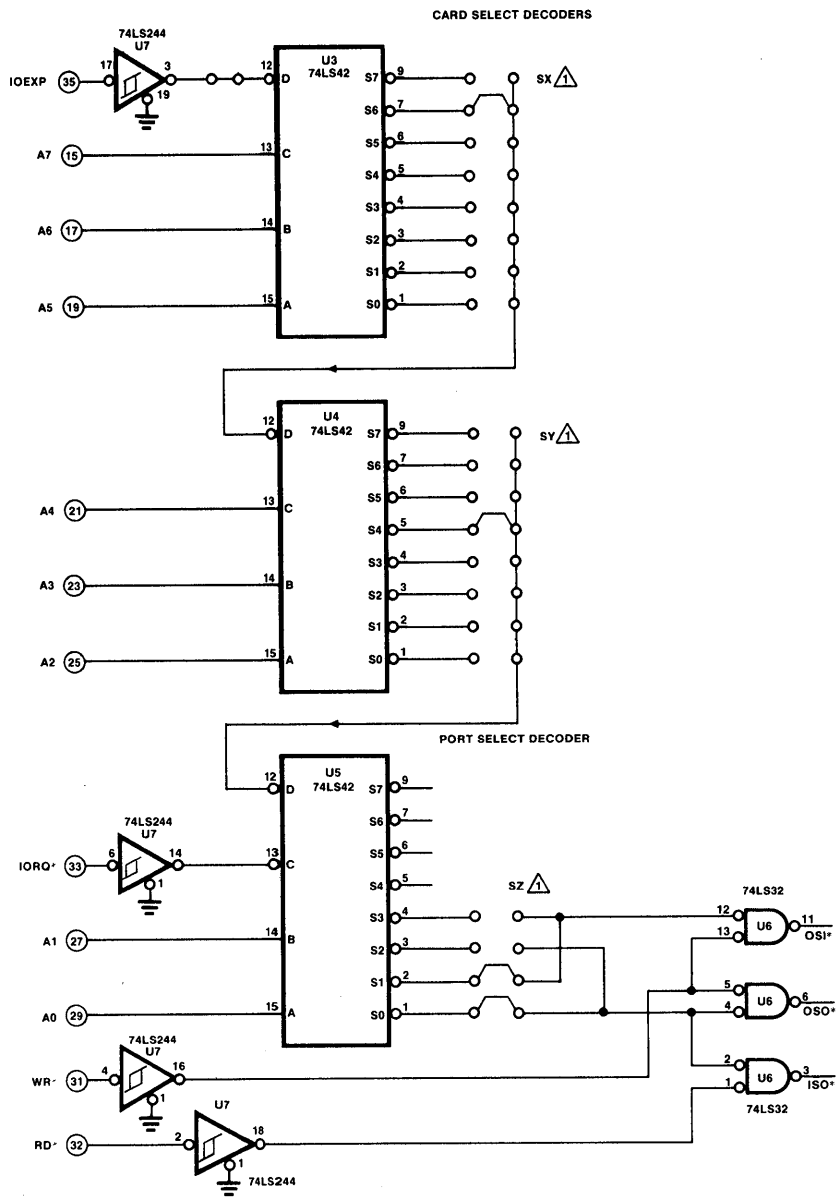 CARD SELECT DECODERS
74LS244
U7
IOEXP 35 17 3 19
12 D
U3
74LS42
S7 9
SX 1
S6 7
A7 15 13 C
S5 6
S4 5
S3 4
A6 17 14 B
S2 3
S1 2
A5 19 15 A
S0 1
12 D
U4
74LS42
S7 9
SY 1
S6 7
S5 6
A4 21 13 C
S4 5
S3 4
A3 23 14 B
S2 3
S1 2
A2 25 15 A
S0 1
PORT SELECT DECODER
12 D
U5
74LS42
S7 9
S6 7
74LS244
U7
IORQ* 33 6 14 1
13 C
S5 6
S4 5
SZ 1
S3 4
A1 27 14 B
S2 3
S1 2
A0 29 15 A
S0 1
74LS32
12 13 U6 11 OSI*
5 4 U6 6 OSO*
2 1 U6 3 ISO*
74LS32
74LS244
U7
WR* 31 4 16 1
U7
RD* 32 2 18 1
74LS244